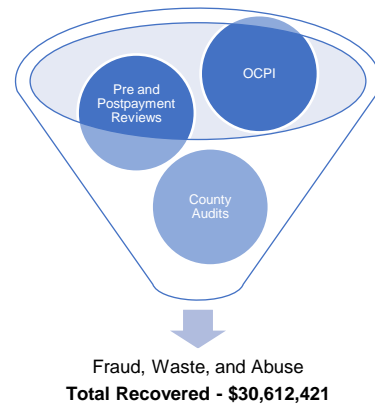 OCPI
Pre and
Postpayment
Reviews
County
Audits
Fraud, Waste, and Abuse
Total Recovered - $30,612,421